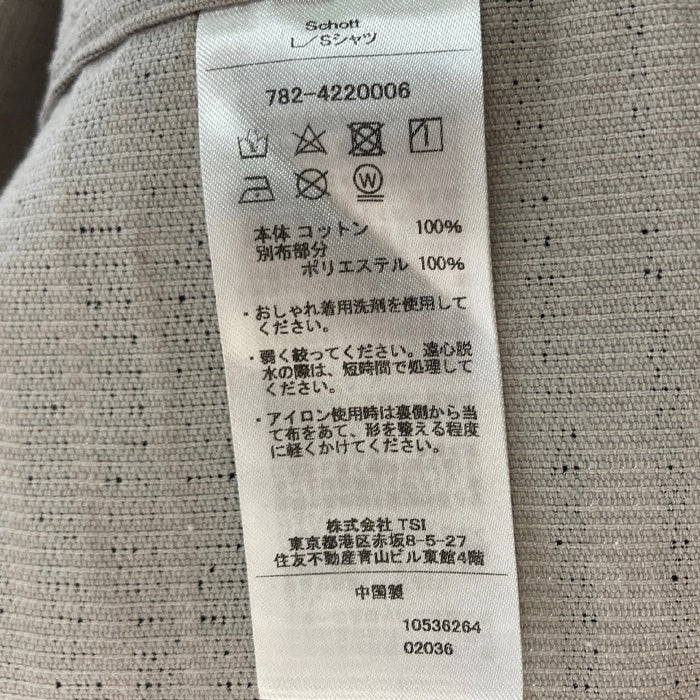 Schott
L/Sシャツ
782-4220006
W
本体 コットン 100%
別布部分
ポリエステル 100%
・おしゃれ着用洗剤を使用して
ください。
・弱く絞ってください。遠心脱
水の際は、短時間で処理して
ください。
・アイロン使用時は裏側から当
て布をあて、形を整える程度
に軽くかけてください。
株式会社 TSI
東京都港区赤坂8-5-27
住友不動産青山ビル東館4階
中国製
10536264
02036